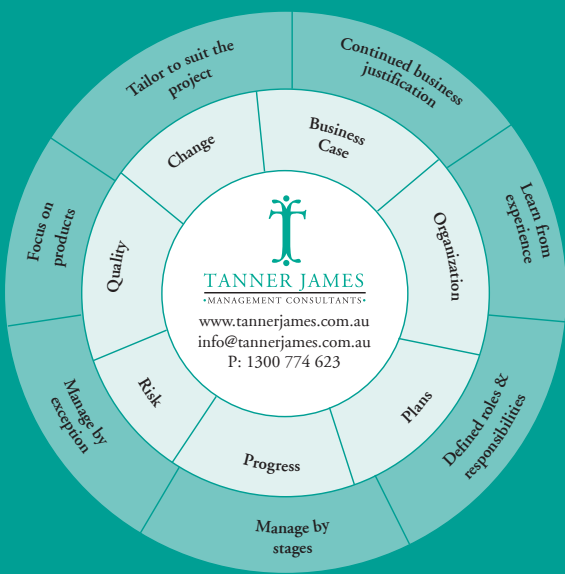 Tailor to suit the
project
Continued business
justification
Learn from
experience
Defined roles &
responsibilities
Manage by
stages
Manage by
exception
Focus on
products
Change
Business
Case
Organization
Plans
Progress
Risk
Quality
T
TANNER JAMES
•MANAGEMENT CONSULTANTS•
www.tannerjames.com.au
info@tannerjames.com.au
P: 1300 774 623